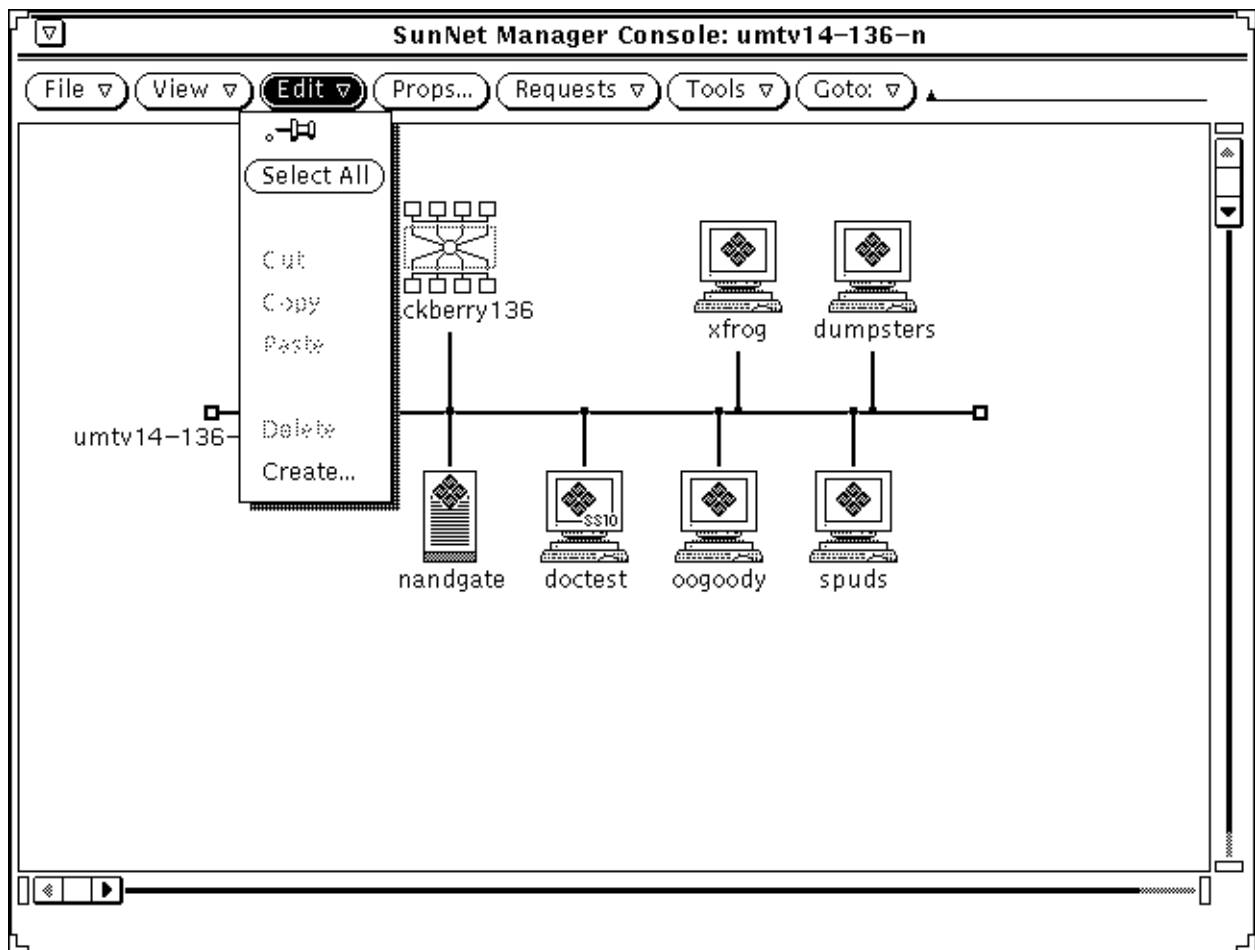 SunNet Manager Console: umtv14-136-n
File View Edit Props... Requests Tools Goto:
Select All
Cut
Copy
Paste
Delete
Create...
ckberry136
xfrog dumpsters
umtv14-136-
SS10
nandgate doctest oogoody spuds